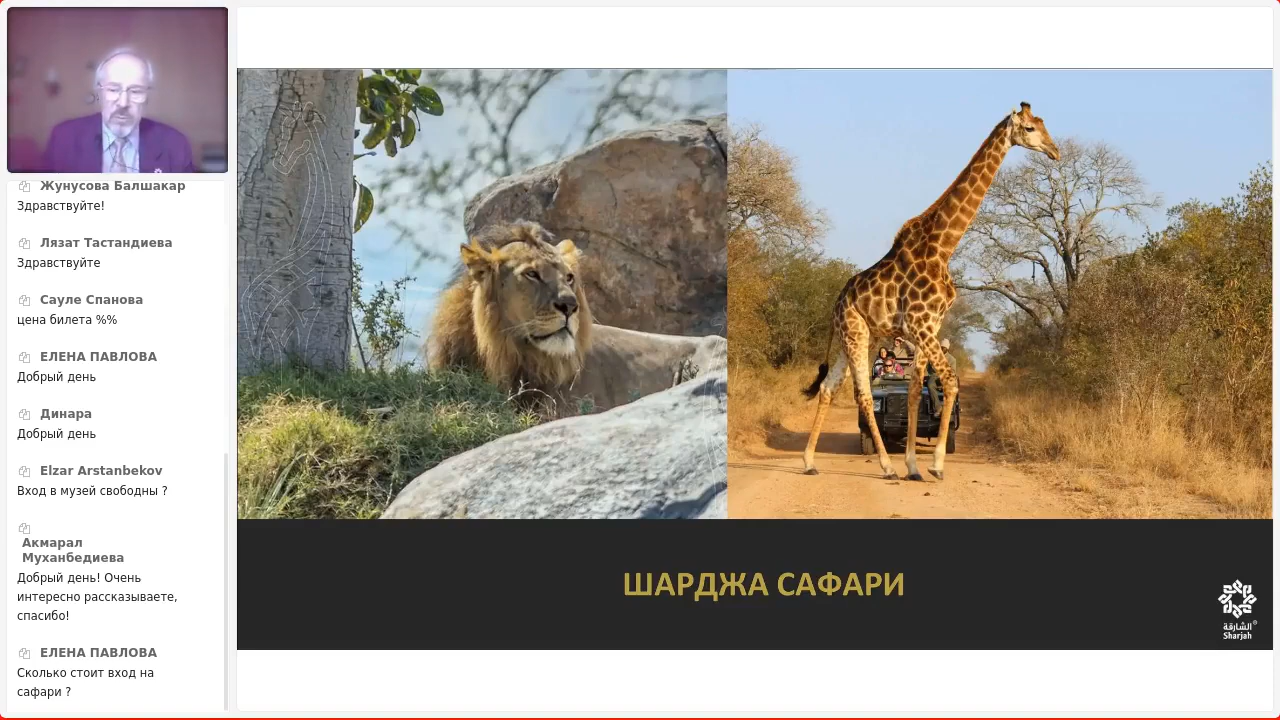 Жунусова Балшакар
Здравствуйте!
Лязат Тастандиева
Здравствуйте
Сауле Спанова
цена билета %%
ЕЛЕНА ПАВЛОВА
Добрый день
Динара
Добрый день
Elzar Arstanbekov
Вход в музей свободны ?
Акмарал
Муханбедиева
Добрый день! Очень
интересно рассказываете,
спасибо!
ЕЛЕНА ПАВЛОВА
Сколько стоит вход на
сафари ?
ШАРДЖА САФАРИ
الشارقة®
Sharjah